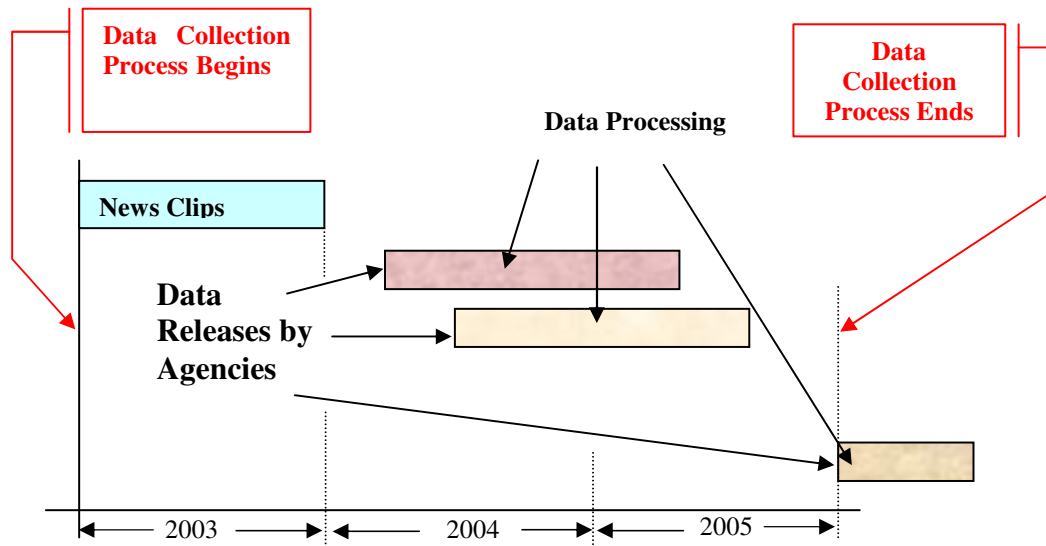 Data Collection
Process Begins
Data
Collection
Process Ends
Data Processing
News Clips
Data
Releases by
Agencies
2003
2004
2005